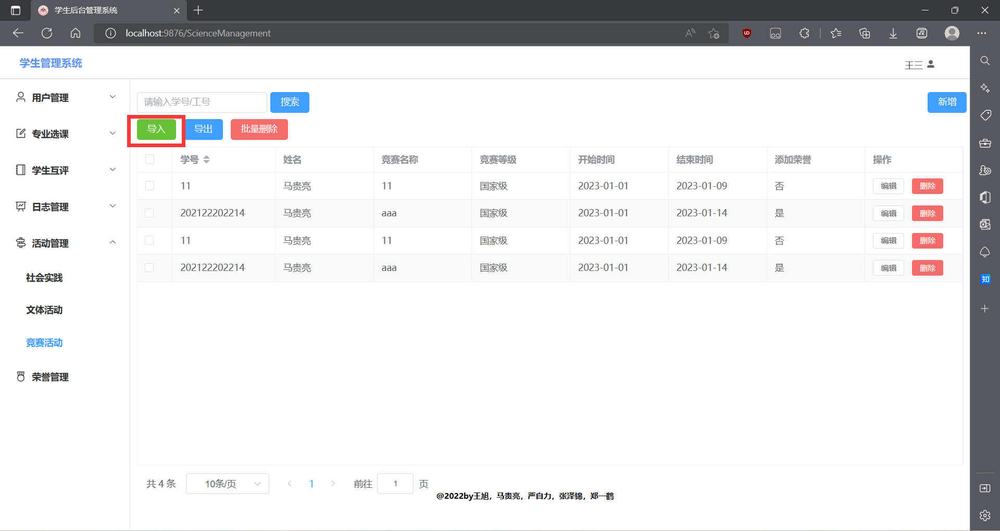 学生后台管理系统
localhost:9876/ScienceManagement
学生管理系统
王三
用户管理
专业选课
学生互评
日志管理
活动管理
社会实践
文体活动
竞赛活动
荣誉管理
请输入学号/工号 搜索 新增
导入 导出 批量删除
学号 姓名 竞赛名称 竞赛等级 开始时间 结束时间 添加荣誉 操作
11 马贵亮 11 国家级 2023-01-01 2023-01-09 否 编辑 删除
202122202214 马贵亮 aaa 国家级 2023-01-01 2023-01-14 是 编辑 删除
11 马贵亮 11 国家级 2023-01-01 2023-01-09 否 编辑 删除
202122202214 马贵亮 aaa 国家级 2023-01-01 2023-01-14 是 编辑 删除
共 4 条 10条/页 1 前往 1 页
@2022by王旭，马贵亮，严自力，张泽锦，郑一鹤
知